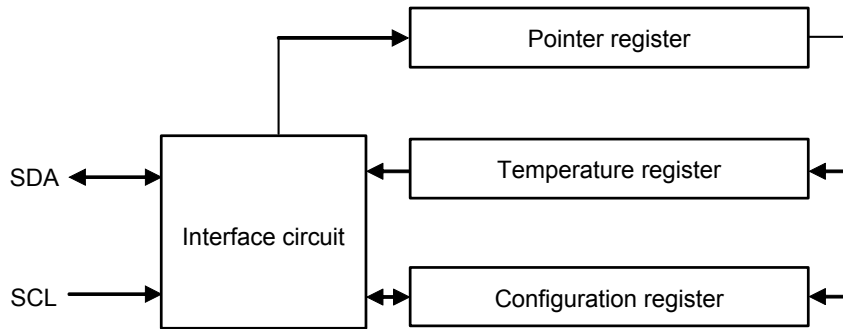 Pointer register
SDA
Temperature register
Interface circuit
SCL
Configuration register